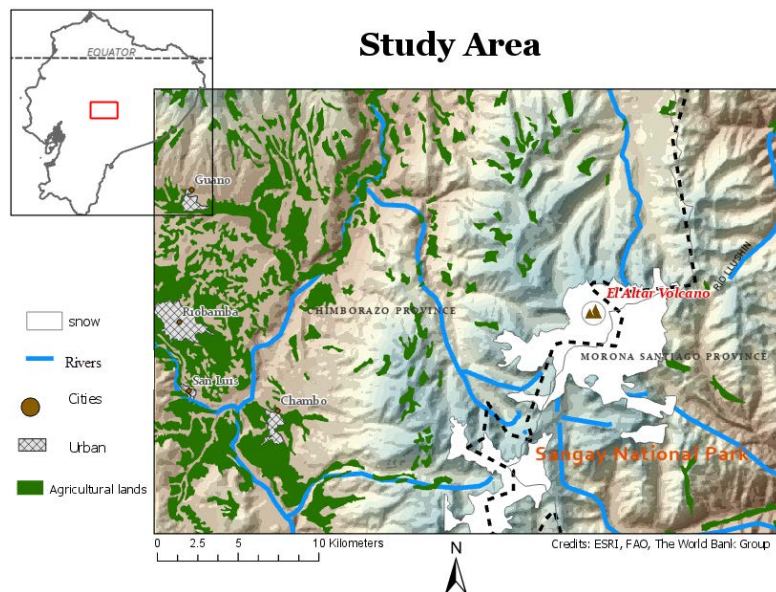 Study Area
EQUATOR
Guano
Riobamba
CHIMBORAZO PROVINCE
El Altar Volcano
RIO LLUSHIN
MORONA SANTIAGO PROVINCE
San Luis
Chambo
Sangay National Park
snow
Rivers
Cities
Urban
Agricultural lands
0 2.5 5 10 Kilometers
N
Credits: ESRI, FAO, The World Bank Group